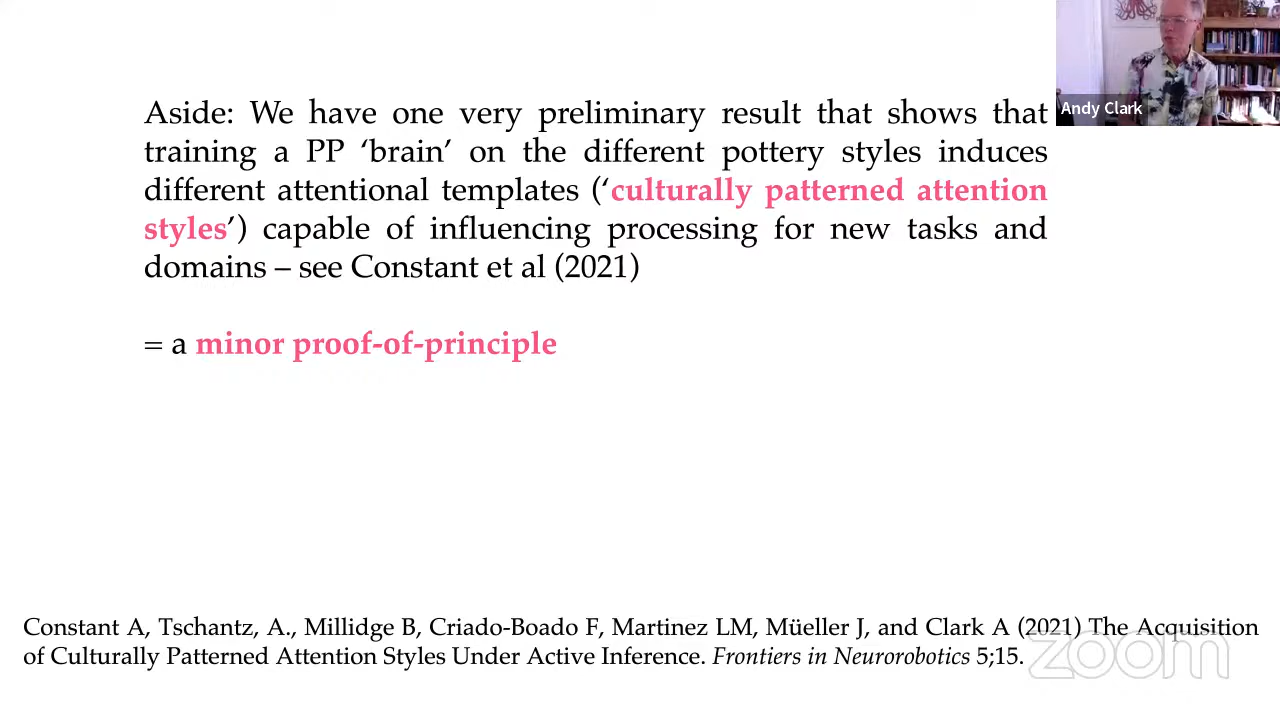 Andy Clark
Aside: We have one very preliminary result that shows that
training a PP ‘brain’ on the different pottery styles induces
different attentional templates (‘culturally patterned attention
styles’) capable of influencing processing for new tasks and
domains – see Constant et al (2021)
= a minor proof-of-principle
Constant A, Tschantz, A., Millidge B, Criado-Boado F, Martinez LM, Müeller J, and Clark A (2021) The Acquisition
of Culturally Patterned Attention Styles Under Active Inference. Frontiers in Neurorobotics 5;15.
zoom